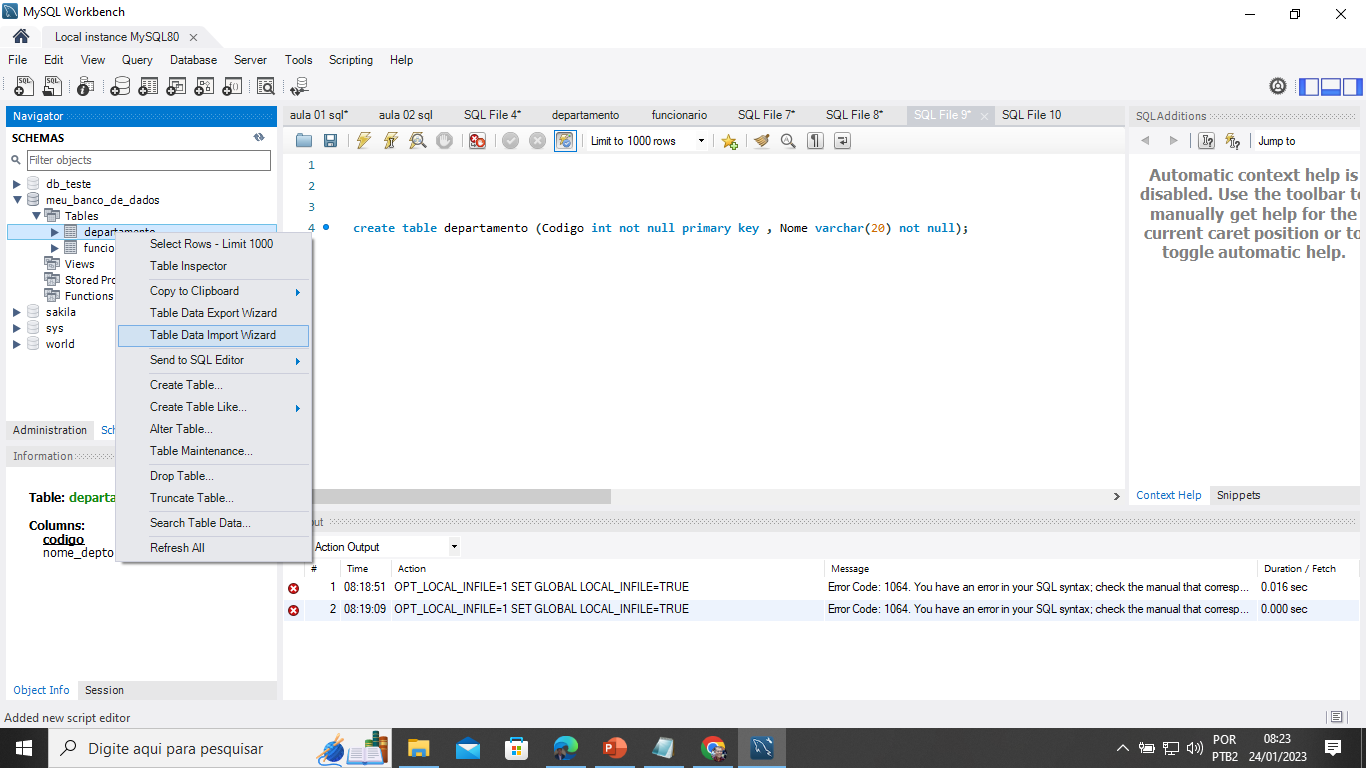 MySQL Workbench
Local instance MySQL80
File Edit View Query Database Server Tools Scripting Help
Navigator
SCHEMAS
Filter objects
db_teste
meu_banco_de_dados
Tables
departamento
funcio
Views
Stored Pro
Functions
sakila
sys
world
Administration Sch
Information
Table: departa
Columns:
codigo
nome_depto
Object Info Session
Select Rows - Limit 1000
Table Inspector
Copy to Clipboard
Table Data Export Wizard
Table Data Import Wizard
Send to SQL Editor
Create Table...
Create Table Like...
Alter Table...
Table Maintenance...
Drop Table...
Truncate Table...
Search Table Data...
Refresh All
aula 01 sql* aula 02 sql SQL File 4* departamento funcionario SQL File 7* SQL File 8* SQL File 9* SQL File 10
Limit to 1000 rows
1
2
3
4 create table departamento (Codigo int not null primary key , Nome varchar(20) not null);
SQLAdditions
Jump to
Automatic context help is
disabled. Use the toolbar to
manually get help for the
current caret position or to
toggle automatic help.
Context Help Snippets
put
Action Output
# Time Action Message Duration / Fetch
1 08:18:51 OPT_LOCAL_INFILE=1 SET GLOBAL LOCAL_INFILE=TRUE Error Code: 1064. You have an error in your SQL syntax; check the manual that corresp... 0.016 sec
2 08:19:09 OPT_LOCAL_INFILE=1 SET GLOBAL LOCAL_INFILE=TRUE Error Code: 1064. You have an error in your SQL syntax; check the manual that corresp... 0.000 sec
Added new script editor
Digite aqui para pesquisar
POR
PTB2
08:23
24/01/2023